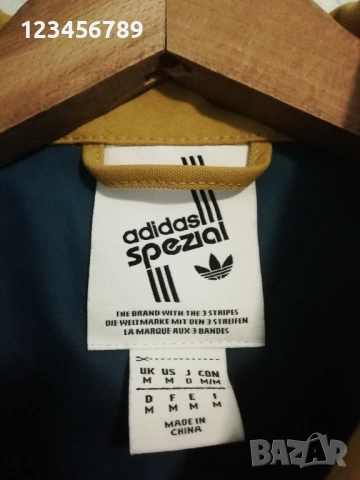 123456789
adidas
spezial
THE BRAND WITH THE 3 STRIPES
DIE WELTMARKE MIT DEN 3 STREIFEN
LA MARQUE AUX 3 BANDES
UK US J CDN
M M O M/M
D F E I
M M M M
MADE IN
CHINA
BAZAR